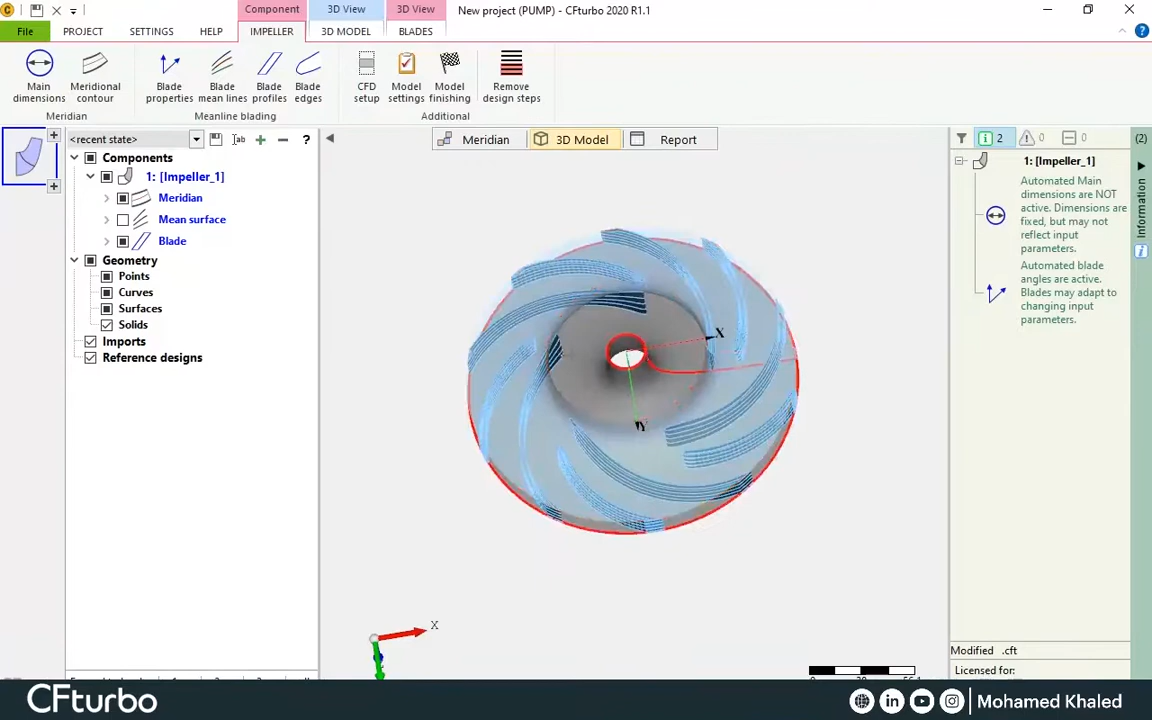 Component
3D View
3D View
New project (PUMP) - CFturbo 2020 R1.1
File
PROJECT
SETTINGS
HELP
IMPELLER
3D MODEL
BLADES
Main dimensions
Meridional contour
Blade properties
Blade mean lines
Blade profiles
Blade edges
CFD setup
Model settings
Model finishing
Remove design steps
Meridian
Meanline blading
Additional
<recent state>
ab
?
Meridian
3D Model
Report
2
0
0
(2)
Components
1: [Impeller_1]
Meridian
Mean surface
Blade
Geometry
Points
Curves
Surfaces
Solids
Imports
Reference designs
X
Y
X
1: [Impeller_1]
Automated Main
dimensions are NOT
active. Dimensions are
fixed, but may not
reflect input
parameters.
Automated blade
angles are active.
Blades may adapt to
changing input
parameters.
Information
Modified .cft
Licensed for:
CFturbo
Mohamed Khaled